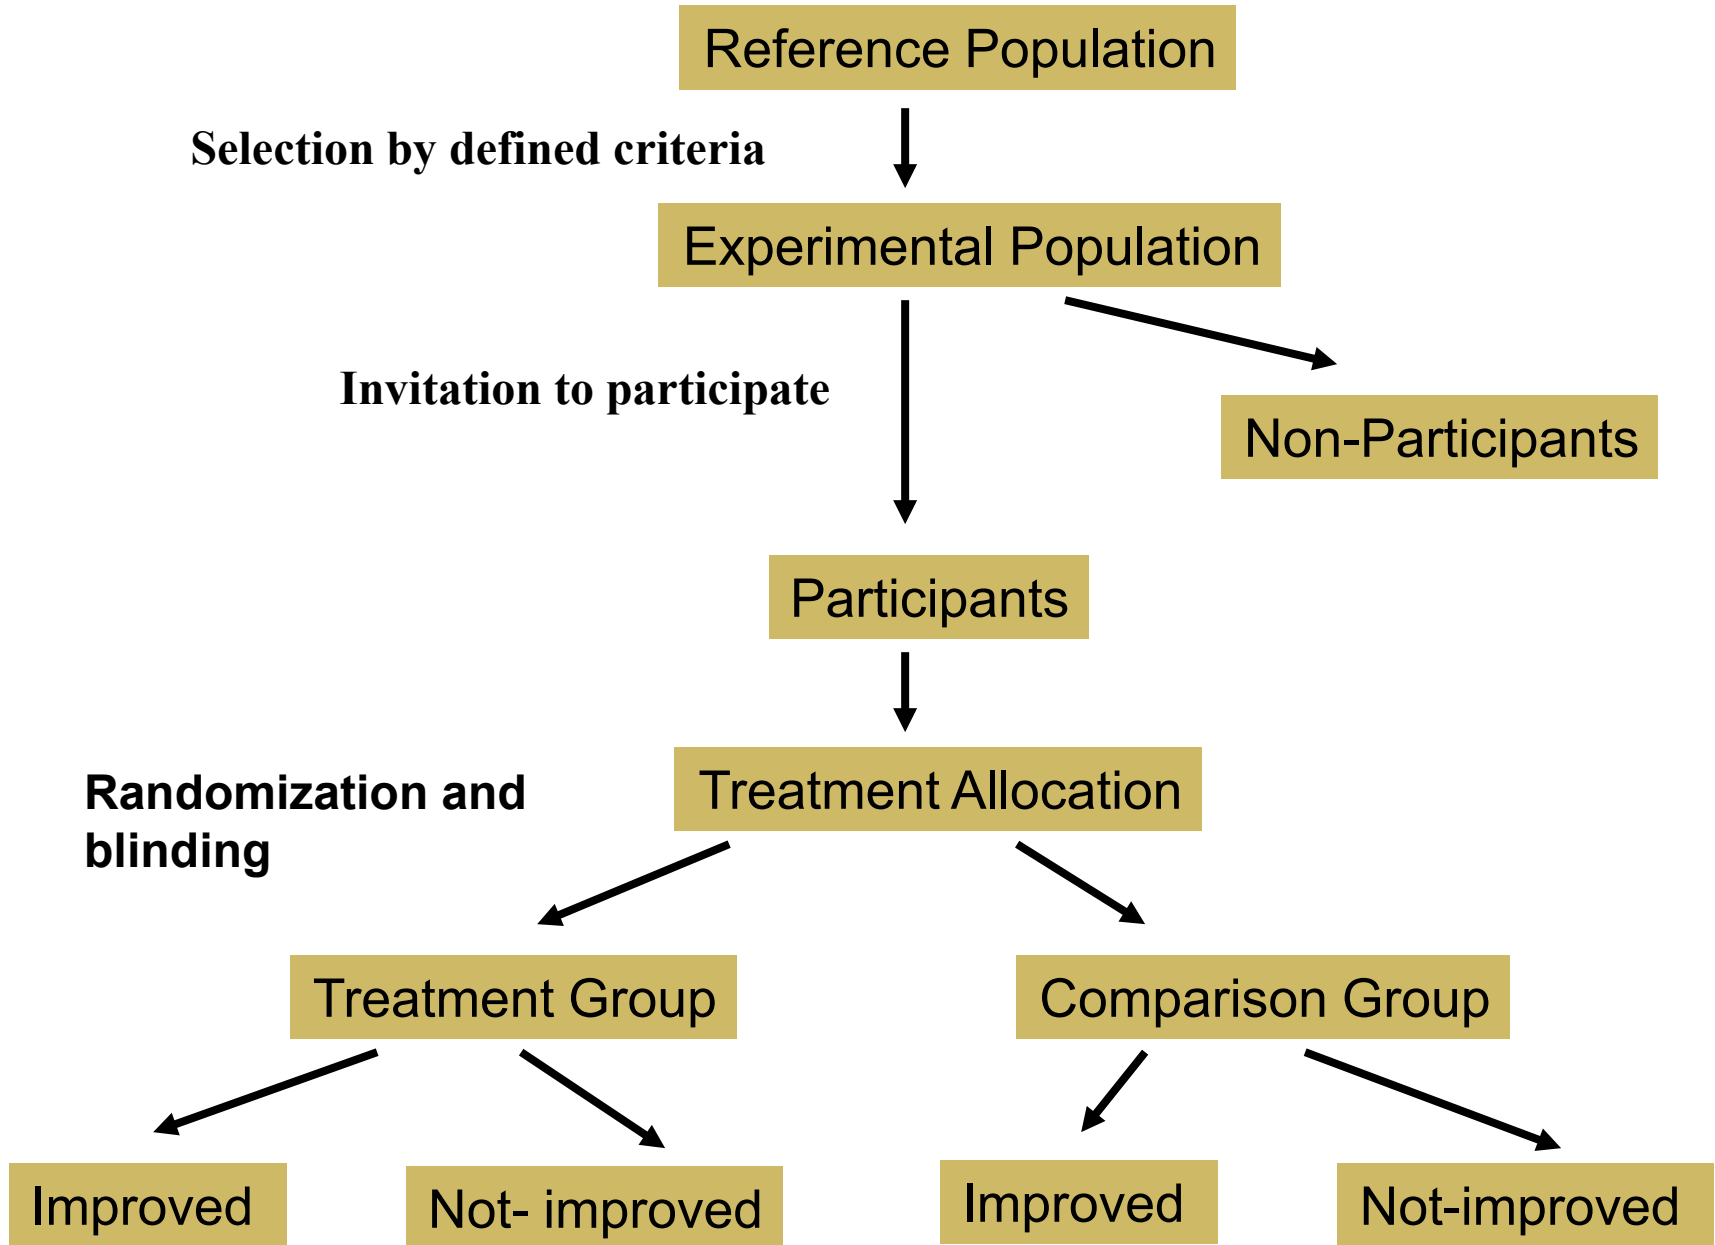 Reference Population
Selection by defined criteria
Experimental Population
Invitation to participate
Non-Participants
Participants
Treatment Allocation
Randomization and
blinding
Treatment Group
Comparison Group
Improved
Not- improved
Improved
Not-improved